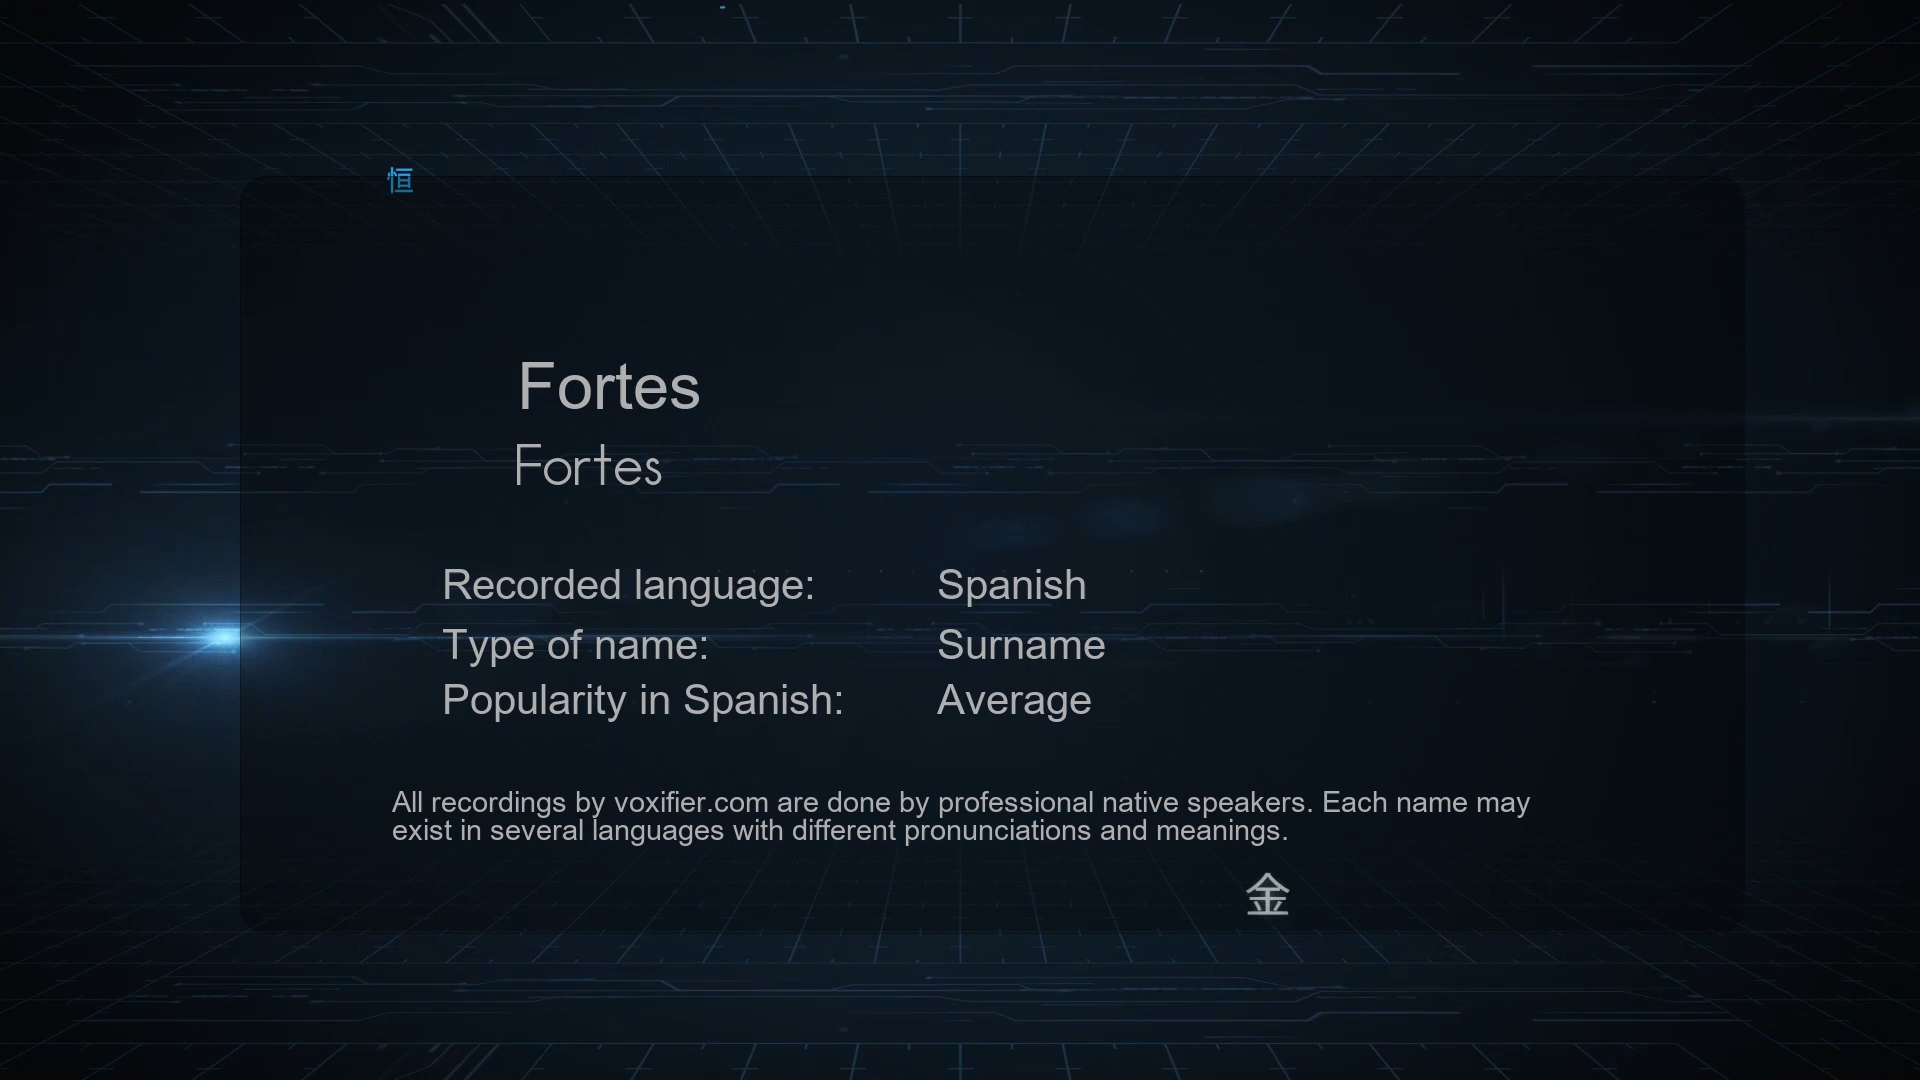 恒
Fortes
Fortes
Recorded language: Spanish
Type of name: Surname
Popularity in Spanish: Average
All recordings by voxifier.com are done by professional native speakers. Each name may
exist in several languages with different pronunciations and meanings.
金